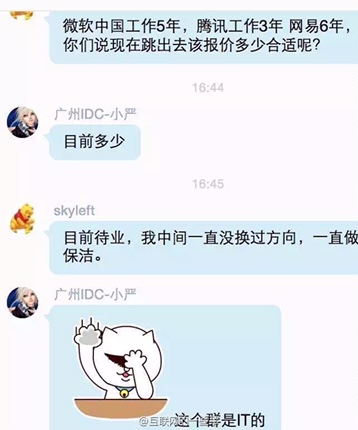 微软中国工作5年，腾讯工作3年 网易6年，
你们说现在跳出去该报价多少合适呢？
16:44
广州IDC-小严
目前多少
16:45
skyleft
目前待业，我中间一直没换过方向，一直做
保洁。
广州IDC-小严
这个群是IT的